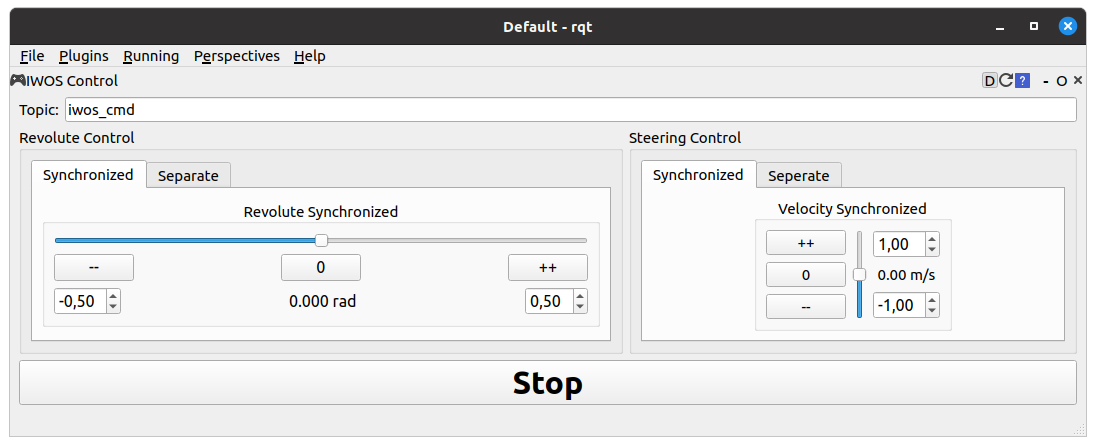 Default - rqt
File Plugins Running Perspectives Help
IWOS Control D ? - O ×
Topic: iwos_cmd
Revolute Control
Synchronized Separate
Revolute Synchronized
-- 0 ++
-0,50 0.000 rad 0,50
Steering Control
Synchronized Seperate
Velocity Synchronized
++ 1,00
0 0.00 m/s
-- -1,00
Stop